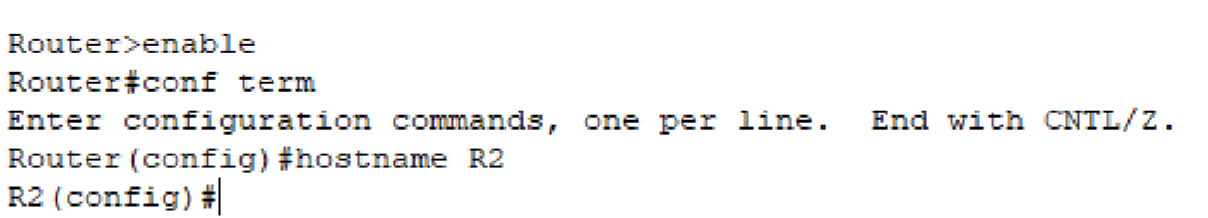 Router>enable
Router#conf term
Enter configuration commands, one per line.  End with CNTL/Z.
Router(config)#hostname R2
R2(config)#